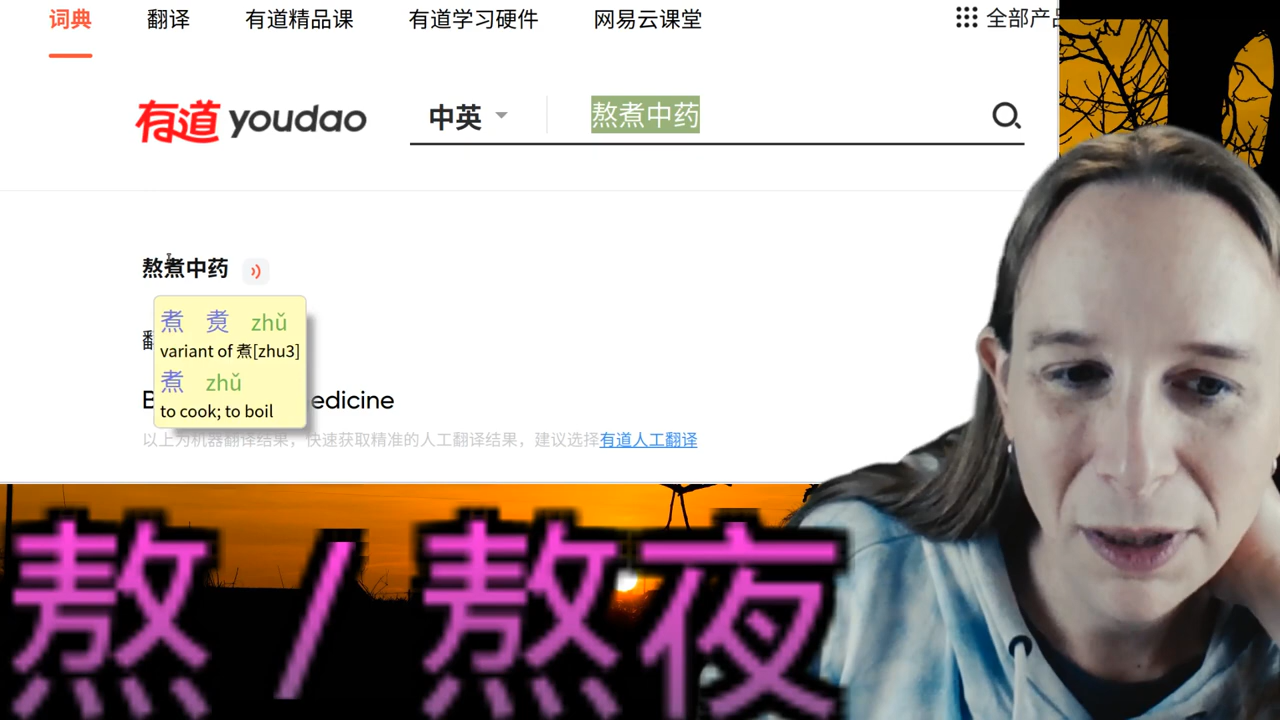 词典 翻译 有道精品课 有道学习硬件 网易云课堂 全部产品
有道 youdao 中英 熬煮中药
熬煮中药
煮 煑 zhǔ
variant of 煮[zhu3]
煮 zhǔ
to cook; to boil
edicine
以上为机器翻译结果，快速获取精准的人工翻译结果，建议选择有道人工翻译
熬 / 熬夜